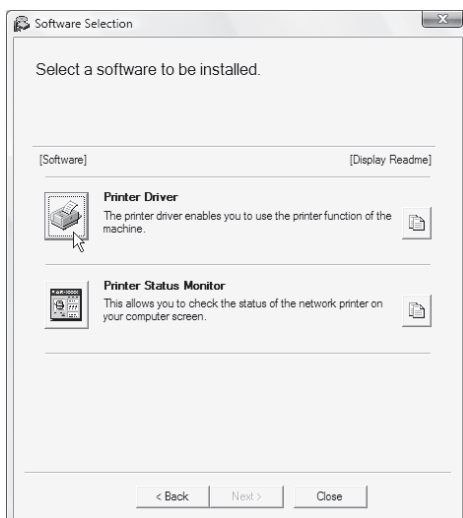 Software Selection
Select a software to be installed.
[Software] [Display Readme]
Printer Driver
The printer driver enables you to use the printer function of the
machine.
Printer Status Monitor
This allows you to check the status of the network printer on
your computer screen.
< Back Next > Close